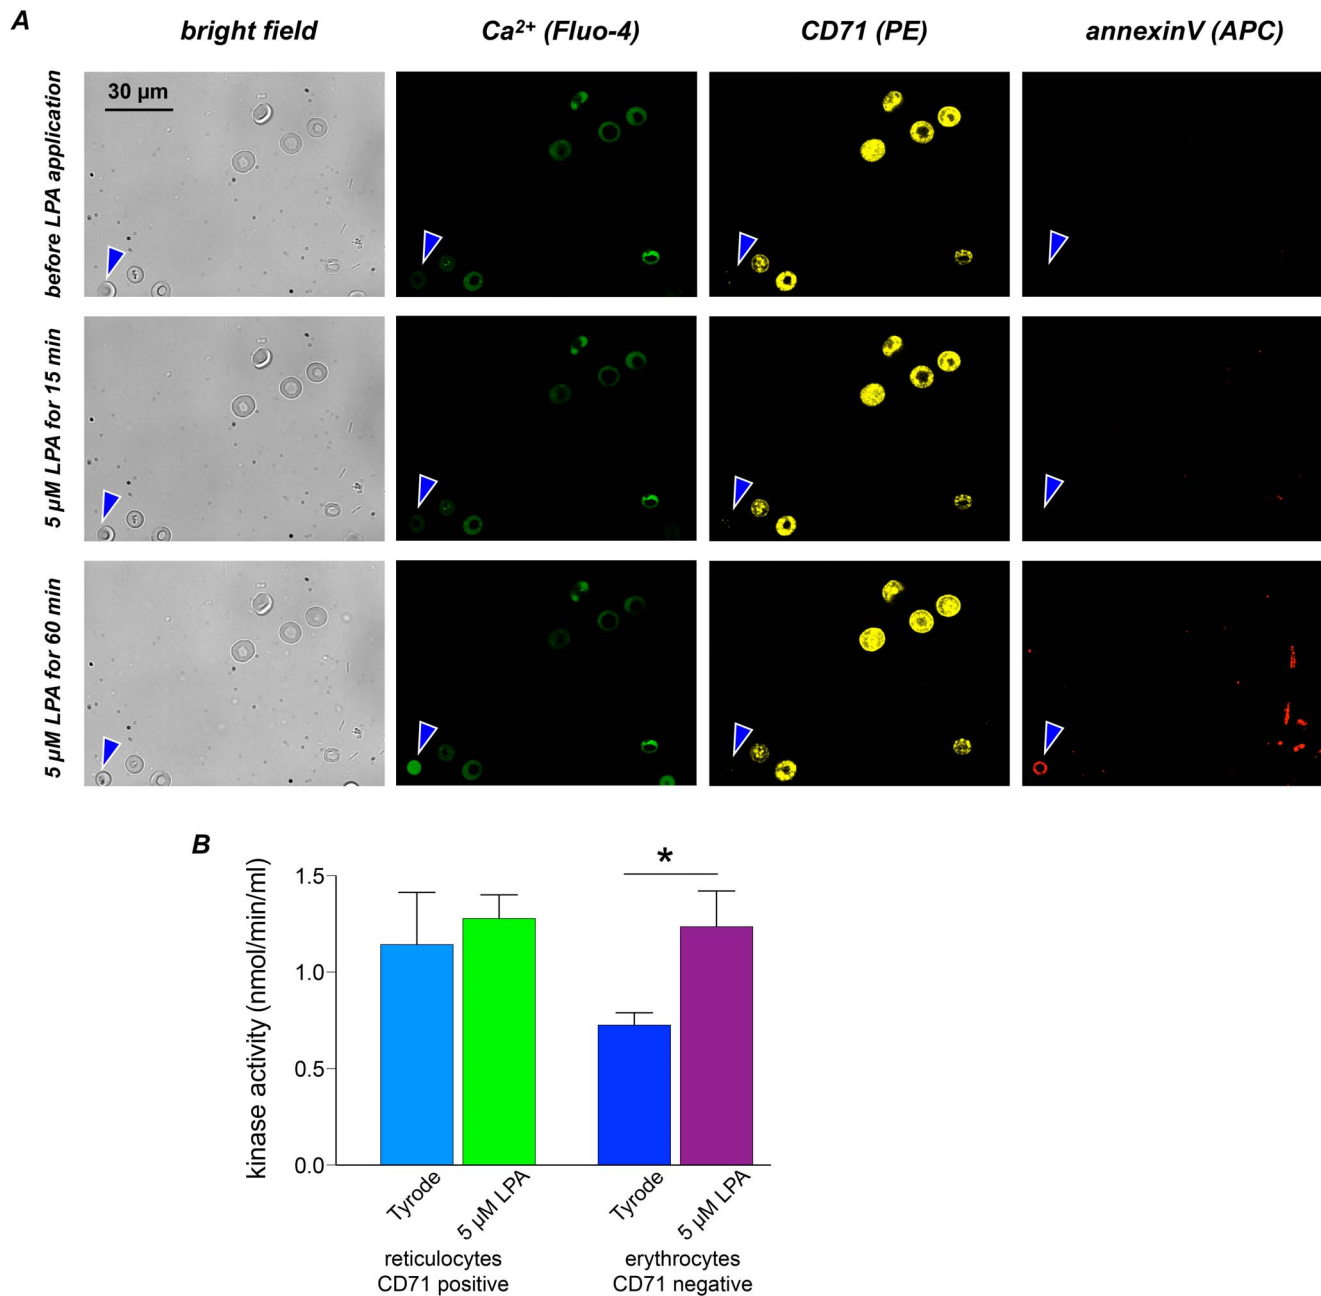 A
bright field
Ca²⁺ (Fluo-4)
CD71 (PE)
annexinV (APC)
before LPA application
30 µm
5 µM LPA for 15 min
5 µM LPA for 60 min
B
kinase activity (nmol/min/ml)
*
1.5
1.0
0.5
0.0
Tyrode
5 µM LPA
Tyrode
5 µM LPA
reticulocytes
CD71 positive
erythrocytes
CD71 negative